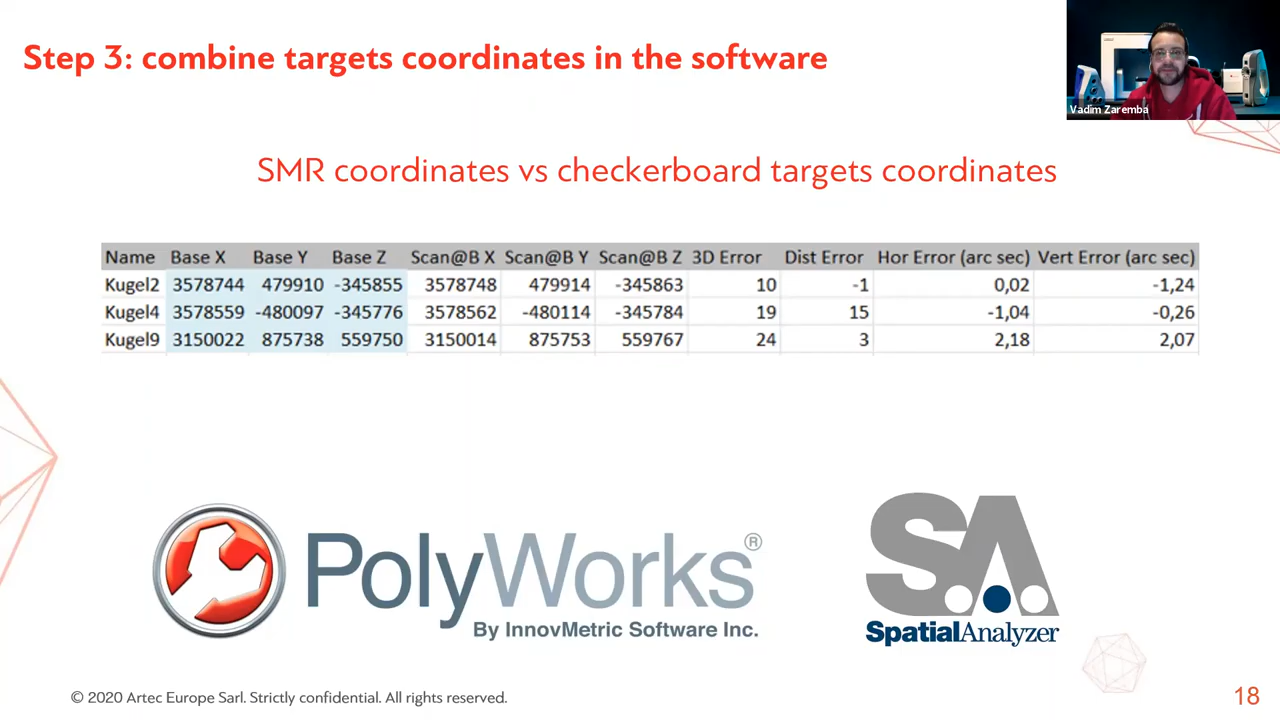 Step 3: combine targets coordinates in the software
Vadim Zaremba
SMR coordinates vs checkerboard targets coordinates
Name Base X Base Y Base Z Scan@B X Scan@B Y Scan@B Z 3D Error Dist Error Hor Error (arc sec) Vert Error (arc sec)
Kugel2 3578744 479910 -345855 3578748 479914 -345863 10 -1 0,02 -1,24
Kugel4 3578559 -480097 -345776 3578562 -480114 -345784 19 15 -1,04 -0,26
Kugel9 3150022 875738 559750 3150014 875753 559767 24 3 2,18 2,07
PolyWorks®
By InnovMetric Software Inc.
SA
SpatialAnalyzer
© 2020 Artec Europe Sarl. Strictly confidential. All rights reserved.
18